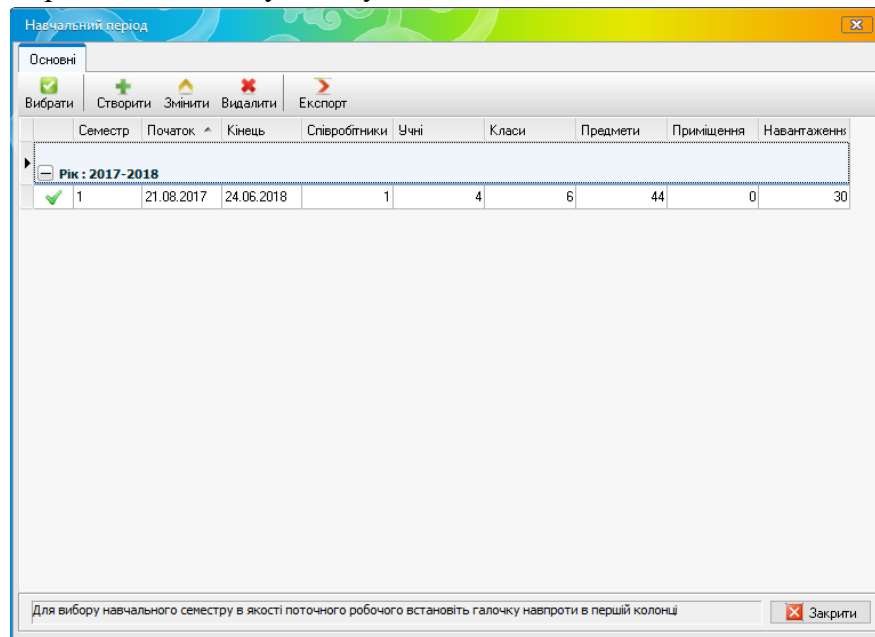 Навчальний період
Основні
Вибрати Створити Змінити Видалити Експорт
Семестр Початок Кінець Співробітники Учні Класи Предмети Приміщення Навантаженн
Рік : 2017-2018
1 21.08.2017 24.06.2018 1 4 6 44 0 30
Для вибору навчального семестру в якості поточного робочого встановіть галочку навпроти в першій колонці Закрити